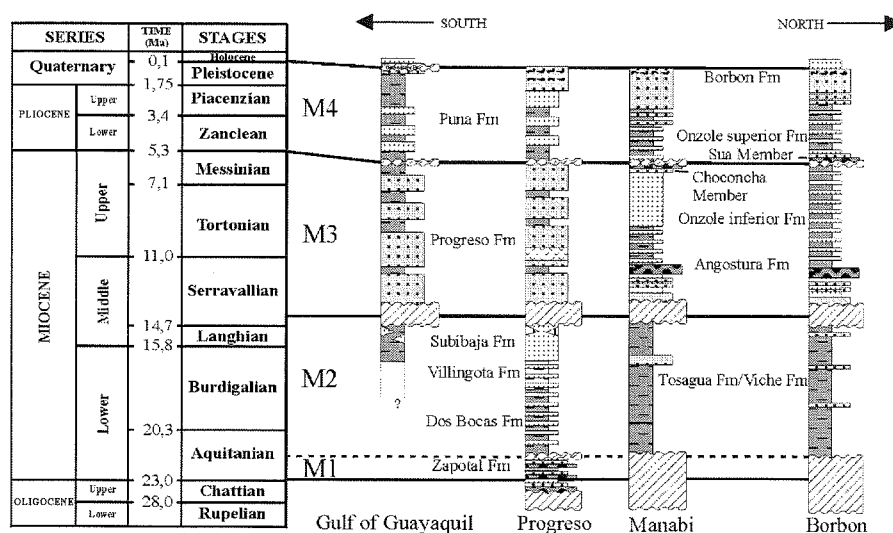 SOUTH NORTH
SERIES TIME (Ma) STAGES
Quaternary 0,1 Holocene
Pleistocene Borbon Fm
1,75
PLIOCENE Upper Piacenzian M4
3,4 Puna Fm
Lower Zanclean Onzole superior Fm
5,3 Sua Member
MIOCENE Upper Messinian
7,1 Choconcha Member
Tortonian M3 Onzole inferior Fm
Progreso Fm
11,0 Angostura Fm
Middle Serravallian
14,7
Langhian Subibaja Fm
15,8
Lower Burdigalian M2 Villingota Fm Tosagua Fm/Viche Fm
? Dos Bocas Fm
20,3
Aquitanian M1 Zapotal Fm
23,0
OLIGOCENE Upper Chattian
28,0
Lower Rupelian
Gulf of Guayaquil Progreso Manabi Borbon